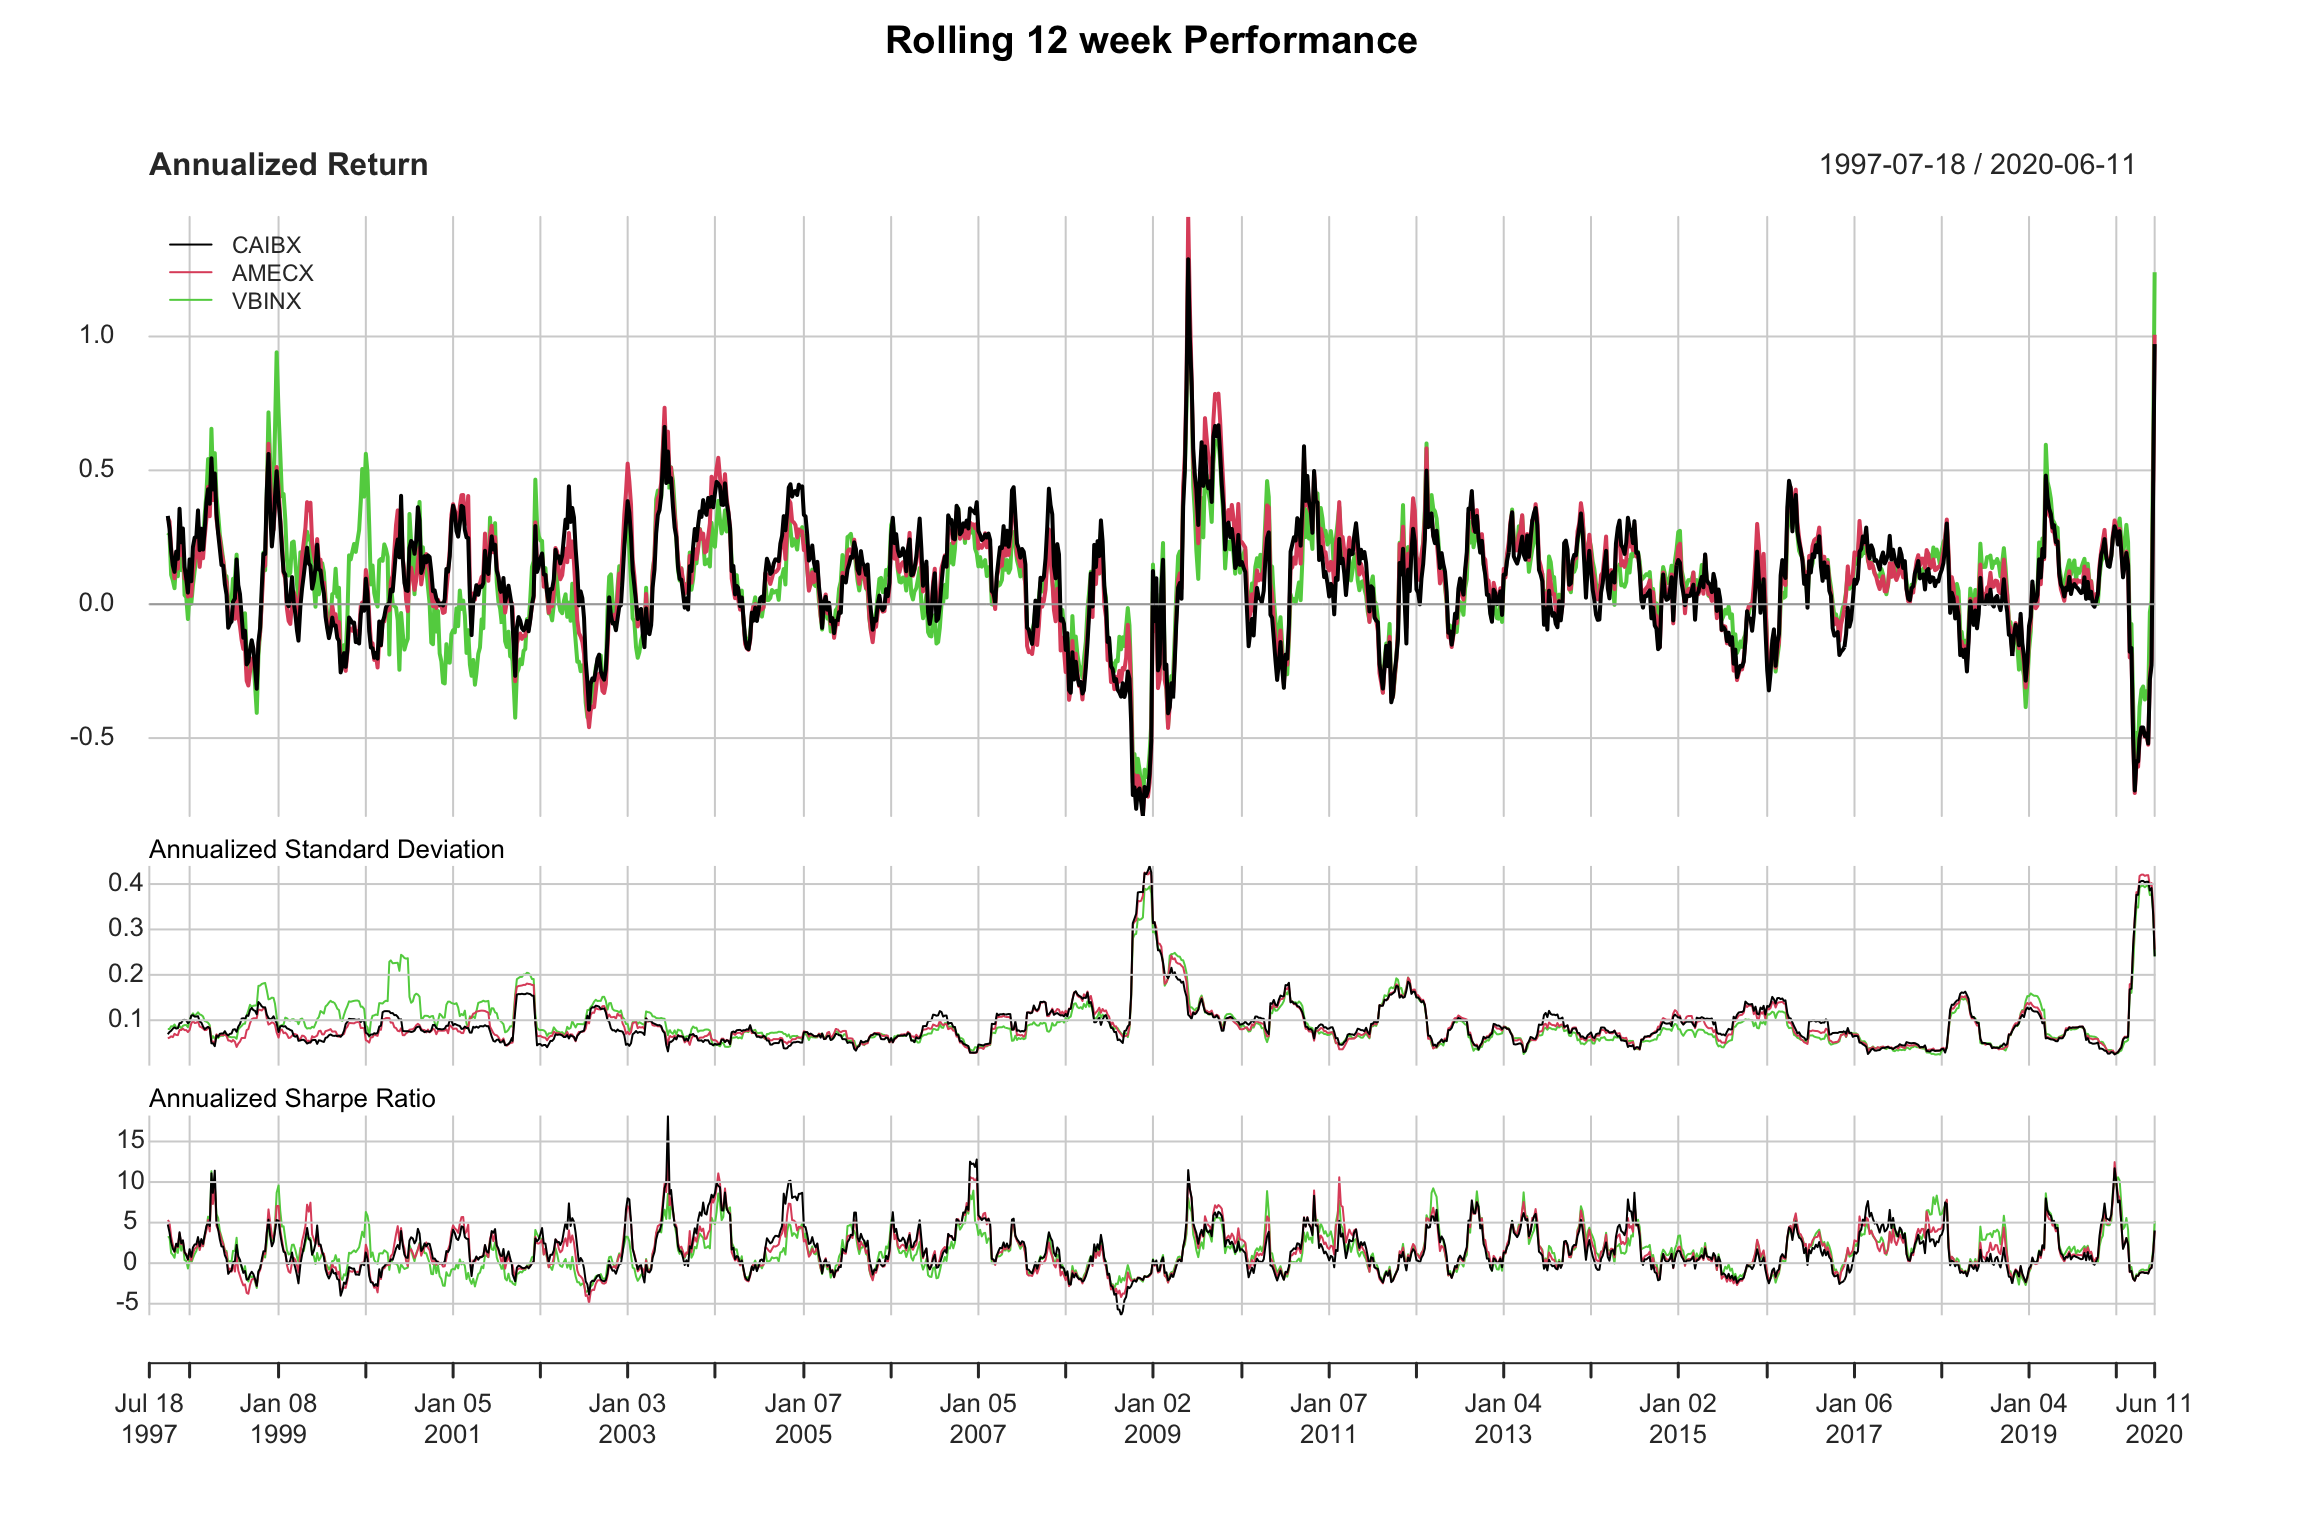 Rolling 12 week Performance
Annualized Return
1997-07-18 / 2020-06-11
CAIBX
AMECX
VBINX
1.0
0.5
0.0
-0.5
Annualized Standard Deviation
0.4
0.3
0.2
0.1
Annualized Sharpe Ratio
15
10
5
0
-5
Jul 18 Jan 08 Jan 05 Jan 03 Jan 07 Jan 05 Jan 02 Jan 07 Jan 04 Jan 02 Jan 06 Jan 04 Jun 11
1997 1999 2001 2003 2005 2007 2009 2011 2013 2015 2017 2019 2020